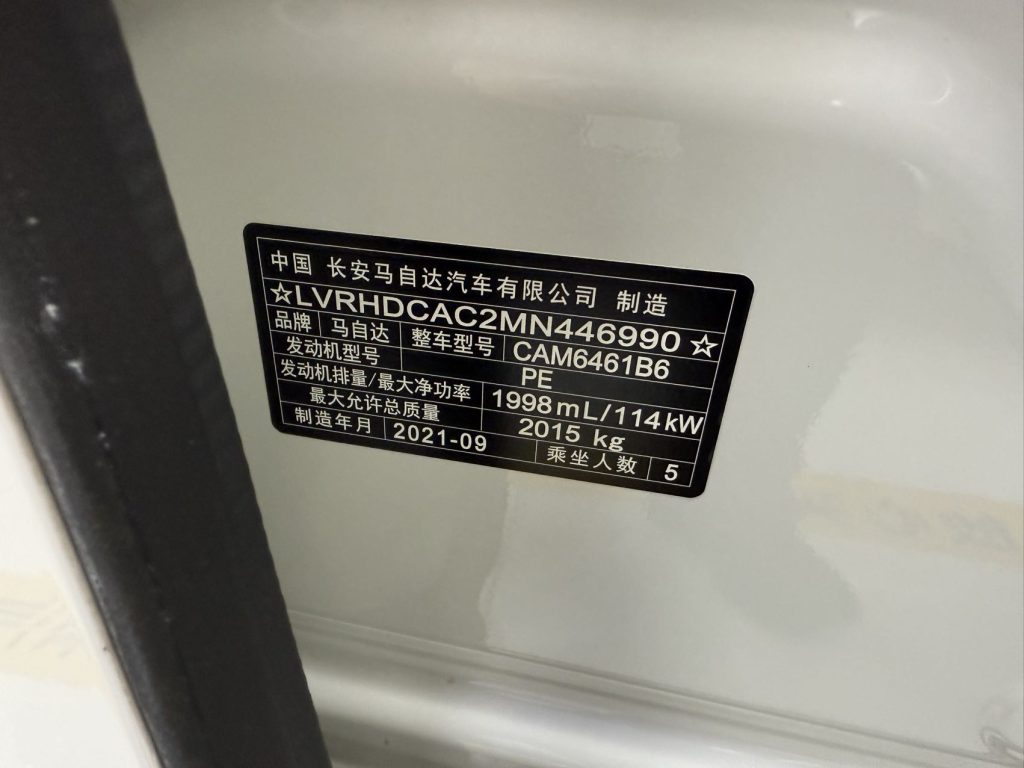 中国 长安马自达汽车有限公司 制造
☆LVRHDCAC2MN446990☆
品牌 马自达 整车型号 CAM6461B6
发动机型号 PE
发动机排量/最大净功率 1998mL/114kW
最大允许总质量 2015 kg
制造年月 2021-09 乘坐人数 5